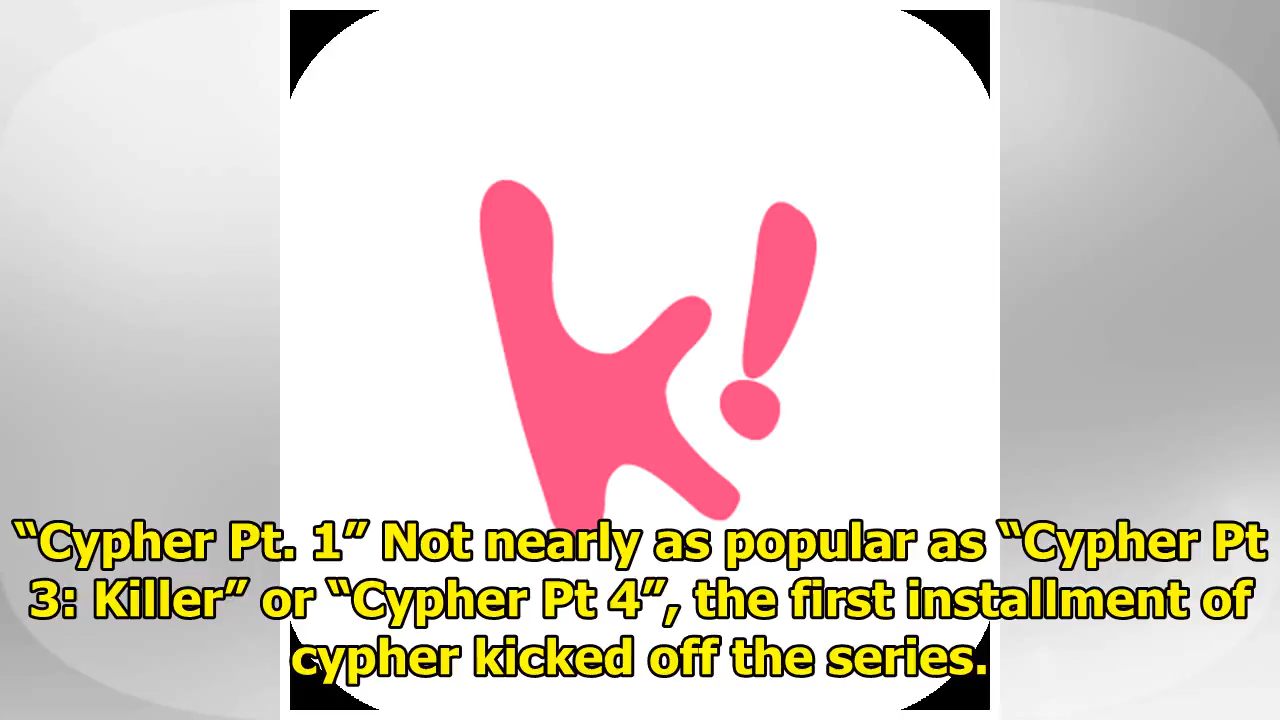 k!
“Cypher Pt. 1” Not nearly as popular as “Cypher Pt
3: Killer” or “Cypher Pt 4”, the first installment of
cypher kicked off the series.